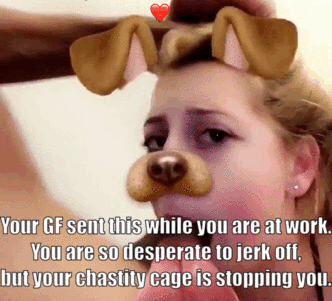 Your GF sent this while you are at work.
You are so desperate to jerk off,
but your chastity cage is stopping you.